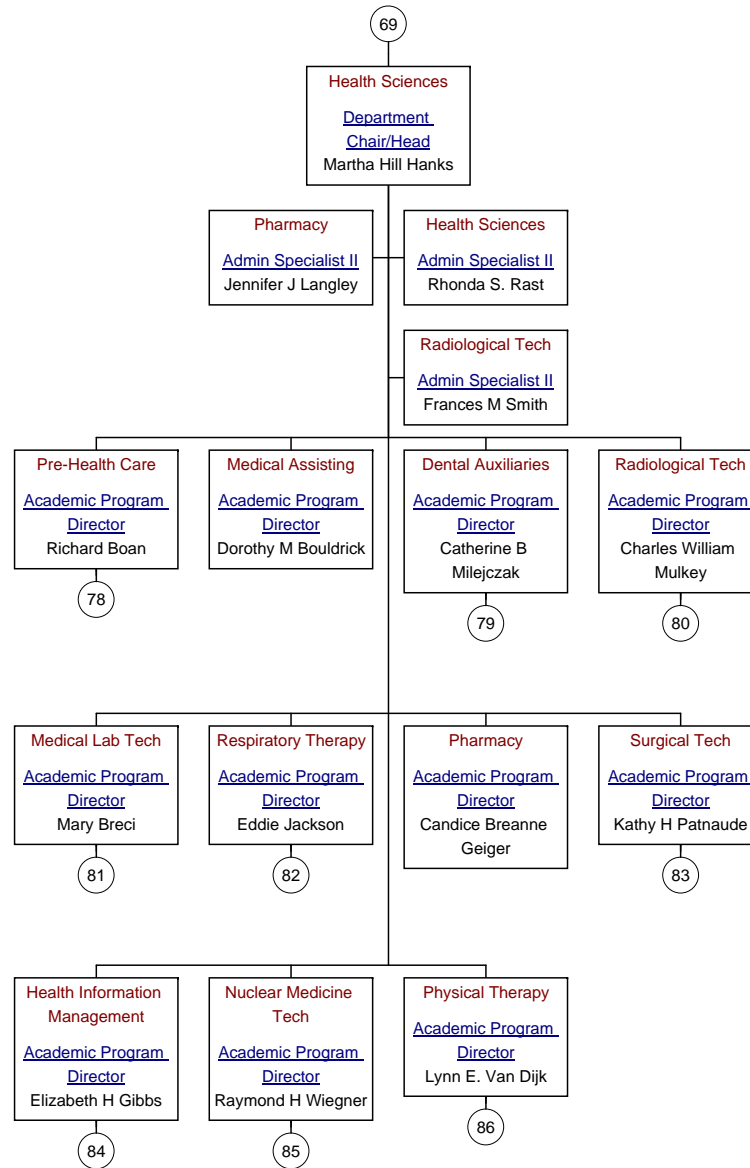 69
Health Sciences
Department
Chair/Head
Martha Hill Hanks
Pharmacy
Admin Specialist II
Jennifer J Langley
Health Sciences
Admin Specialist II
Rhonda S. Rast
Radiological Tech
Admin Specialist II
Frances M Smith
Pre-Health Care
Academic Program
Director
Richard Boan
78
Medical Assisting
Academic Program
Director
Dorothy M Bouldrick
Dental Auxiliaries
Academic Program
Director
Catherine B
Milejczak
79
Radiological Tech
Academic Program
Director
Charles William
Mulkey
80
Medical Lab Tech
Academic Program
Director
Mary Breci
81
Respiratory Therapy
Academic Program
Director
Eddie Jackson
82
Pharmacy
Academic Program
Director
Candice Breanne
Geiger
Surgical Tech
Academic Program
Director
Kathy H Patnaude
83
Health Information
Management
Academic Program
Director
Elizabeth H Gibbs
84
Nuclear Medicine
Tech
Academic Program
Director
Raymond H Wiegner
85
Physical Therapy
Academic Program
Director
Lynn E. Van Dijk
86